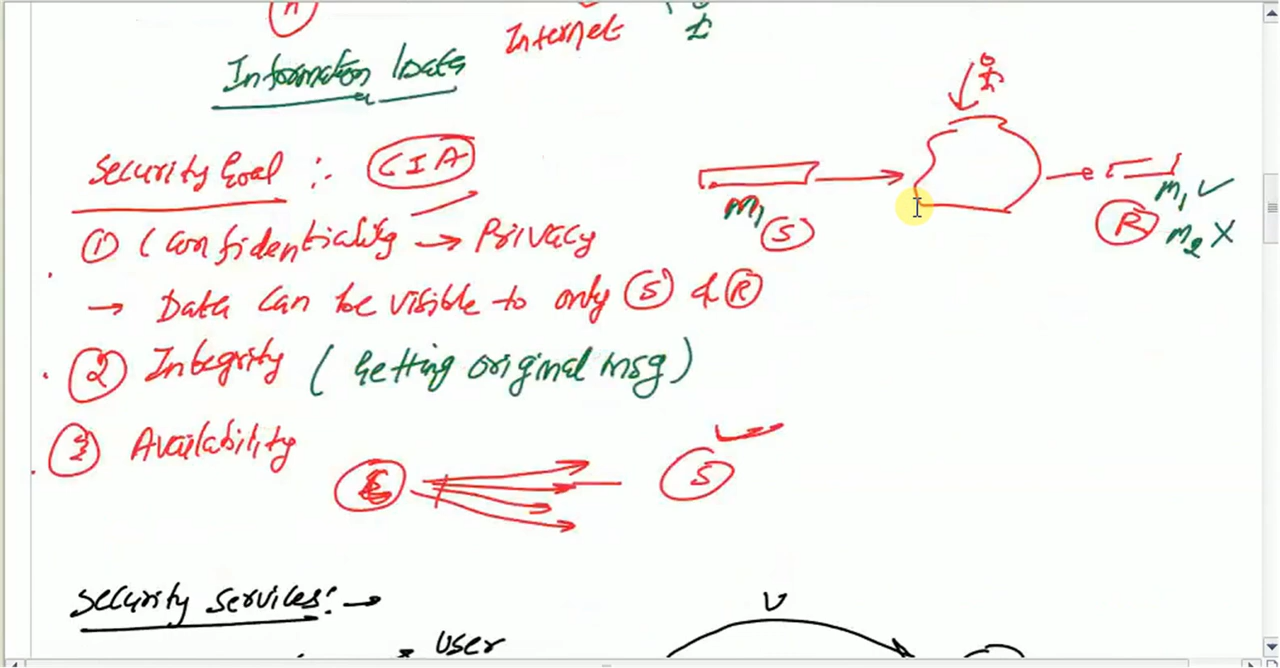 Internet
Information Data
Security Goal :- CIA
① Confidentiality → Privacy
→ Data can be visible to only Ⓢ & Ⓡ
② Integrity (Getting original msg)
③ Availability
S
m1 S
m1 ✓
R m2 X
Security Services:→
* User
U